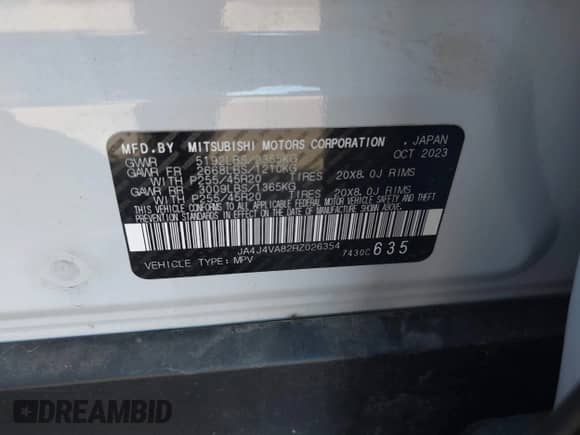 MFD.BY MITSUBISHI MOTORS CORPORATION , JAPAN
GVWR 5192LBS/2355KG OCT 2023
GAWR FR 2668LBS/1210KG
WITH P255/45R20 TIRES 20X8.0J RIMS
GAWR RR 3009LBS/1365KG
WITH P255/45R20 TIRES 20X8.0J RIMS
THIS VEHICLE CONFORMS TO ALL APPLICABLE FEDERAL MOTOR VEHICLE SAFETY AND THEFT
PREVENTION STANDARDS IN EFFECT ON THE DATE OF MANUFACTURE SHOWN ABOVE.
JA4J4VA82RZ026354 7430C 635
VEHICLE TYPE: MPV
DREAMBID